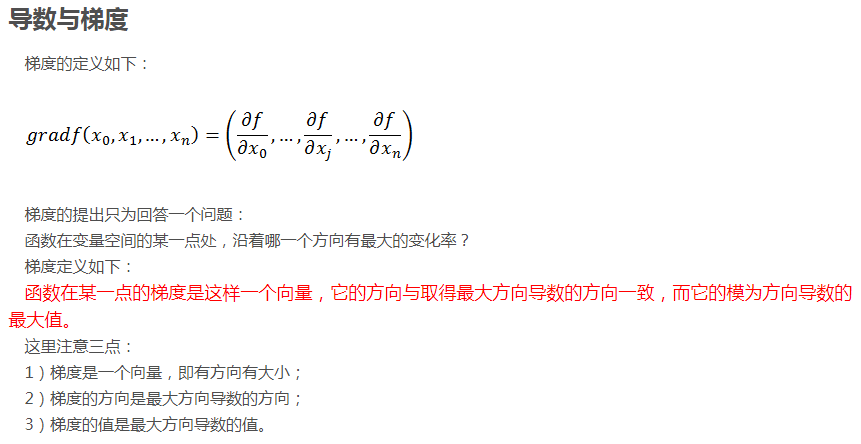 导数与梯度
梯度的定义如下：
gradf(x₀,x₁,…,xₙ) = (∂f/∂x₀,…,∂f/∂xⱼ,…,∂f/∂xₙ)
梯度的提出只为回答一个问题：
函数在变量空间的某一点处，沿着哪一个方向有最大的变化率？
梯度定义如下：
函数在某一点的梯度是这样一个向量，它的方向与取得最大方向导数的方向一致，而它的模为方向导数的
最大值。
这里注意三点：
1）梯度是一个向量，即有方向有大小；
2）梯度的方向是最大方向导数的方向；
3）梯度的值是最大方向导数的值。